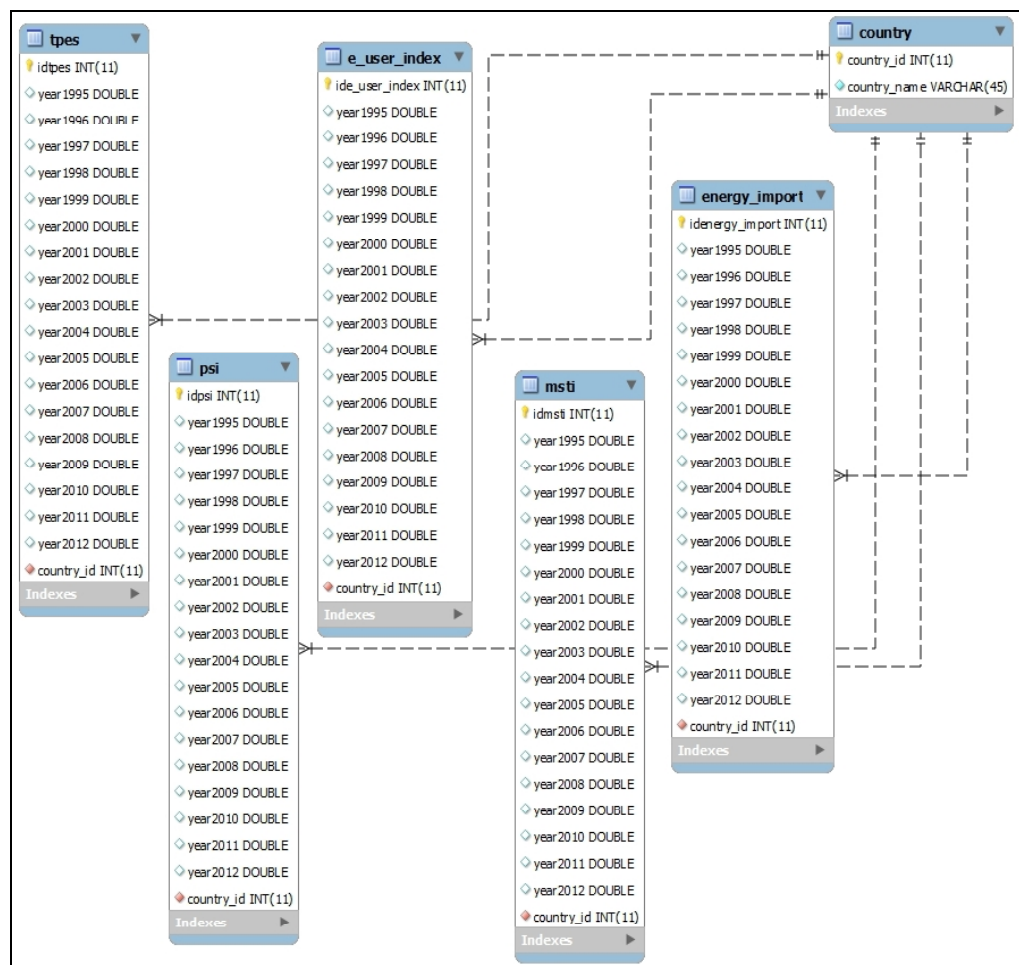 tpes
idtpes INT(11)
year1995 DOUBLE
year1996 DOUBLE
year1997 DOUBLE
year1998 DOUBLE
year1999 DOUBLE
year2000 DOUBLE
year2001 DOUBLE
year2002 DOUBLE
year2003 DOUBLE
year2004 DOUBLE
year2005 DOUBLE
year2006 DOUBLE
year2007 DOUBLE
year2008 DOUBLE
year2009 DOUBLE
year2010 DOUBLE
year2011 DOUBLE
year2012 DOUBLE
country_id INT(11)
Indexes
psi
idpsi INT(11)
year1995 DOUBLE
year1996 DOUBLE
year1997 DOUBLE
year1998 DOUBLE
year1999 DOUBLE
year2000 DOUBLE
year2001 DOUBLE
year2002 DOUBLE
year2003 DOUBLE
year2004 DOUBLE
year2005 DOUBLE
year2006 DOUBLE
year2007 DOUBLE
year2008 DOUBLE
year2009 DOUBLE
year2010 DOUBLE
year2011 DOUBLE
year2012 DOUBLE
country_id INT(11)
Indexes
e_user_index
ide_user_index INT(11)
year1995 DOUBLE
year1996 DOUBLE
year1997 DOUBLE
year1998 DOUBLE
year1999 DOUBLE
year2000 DOUBLE
year2001 DOUBLE
year2002 DOUBLE
year2003 DOUBLE
year2004 DOUBLE
year2005 DOUBLE
year2006 DOUBLE
year2007 DOUBLE
year2008 DOUBLE
year2009 DOUBLE
year2010 DOUBLE
year2011 DOUBLE
year2012 DOUBLE
country_id INT(11)
Indexes
msti
idmsti INT(11)
year1995 DOUBLE
year1996 DOUBLE
year1997 DOUBLE
year1998 DOUBLE
year1999 DOUBLE
year2000 DOUBLE
year2001 DOUBLE
year2002 DOUBLE
year2003 DOUBLE
year2004 DOUBLE
year2005 DOUBLE
year2006 DOUBLE
year2007 DOUBLE
year2008 DOUBLE
year2009 DOUBLE
year2010 DOUBLE
year2011 DOUBLE
year2012 DOUBLE
country_id INT(11)
Indexes
energy_import
idenergy_import INT(11)
year1995 DOUBLE
year1996 DOUBLE
year1997 DOUBLE
year1998 DOUBLE
year1999 DOUBLE
year2000 DOUBLE
year2001 DOUBLE
year2002 DOUBLE
year2003 DOUBLE
year2004 DOUBLE
year2005 DOUBLE
year2006 DOUBLE
year2007 DOUBLE
year2008 DOUBLE
year2009 DOUBLE
year2010 DOUBLE
year2011 DOUBLE
year2012 DOUBLE
country_id INT(11)
Indexes
country
country_id INT(11)
country_name VARCHAR(45)
Indexes